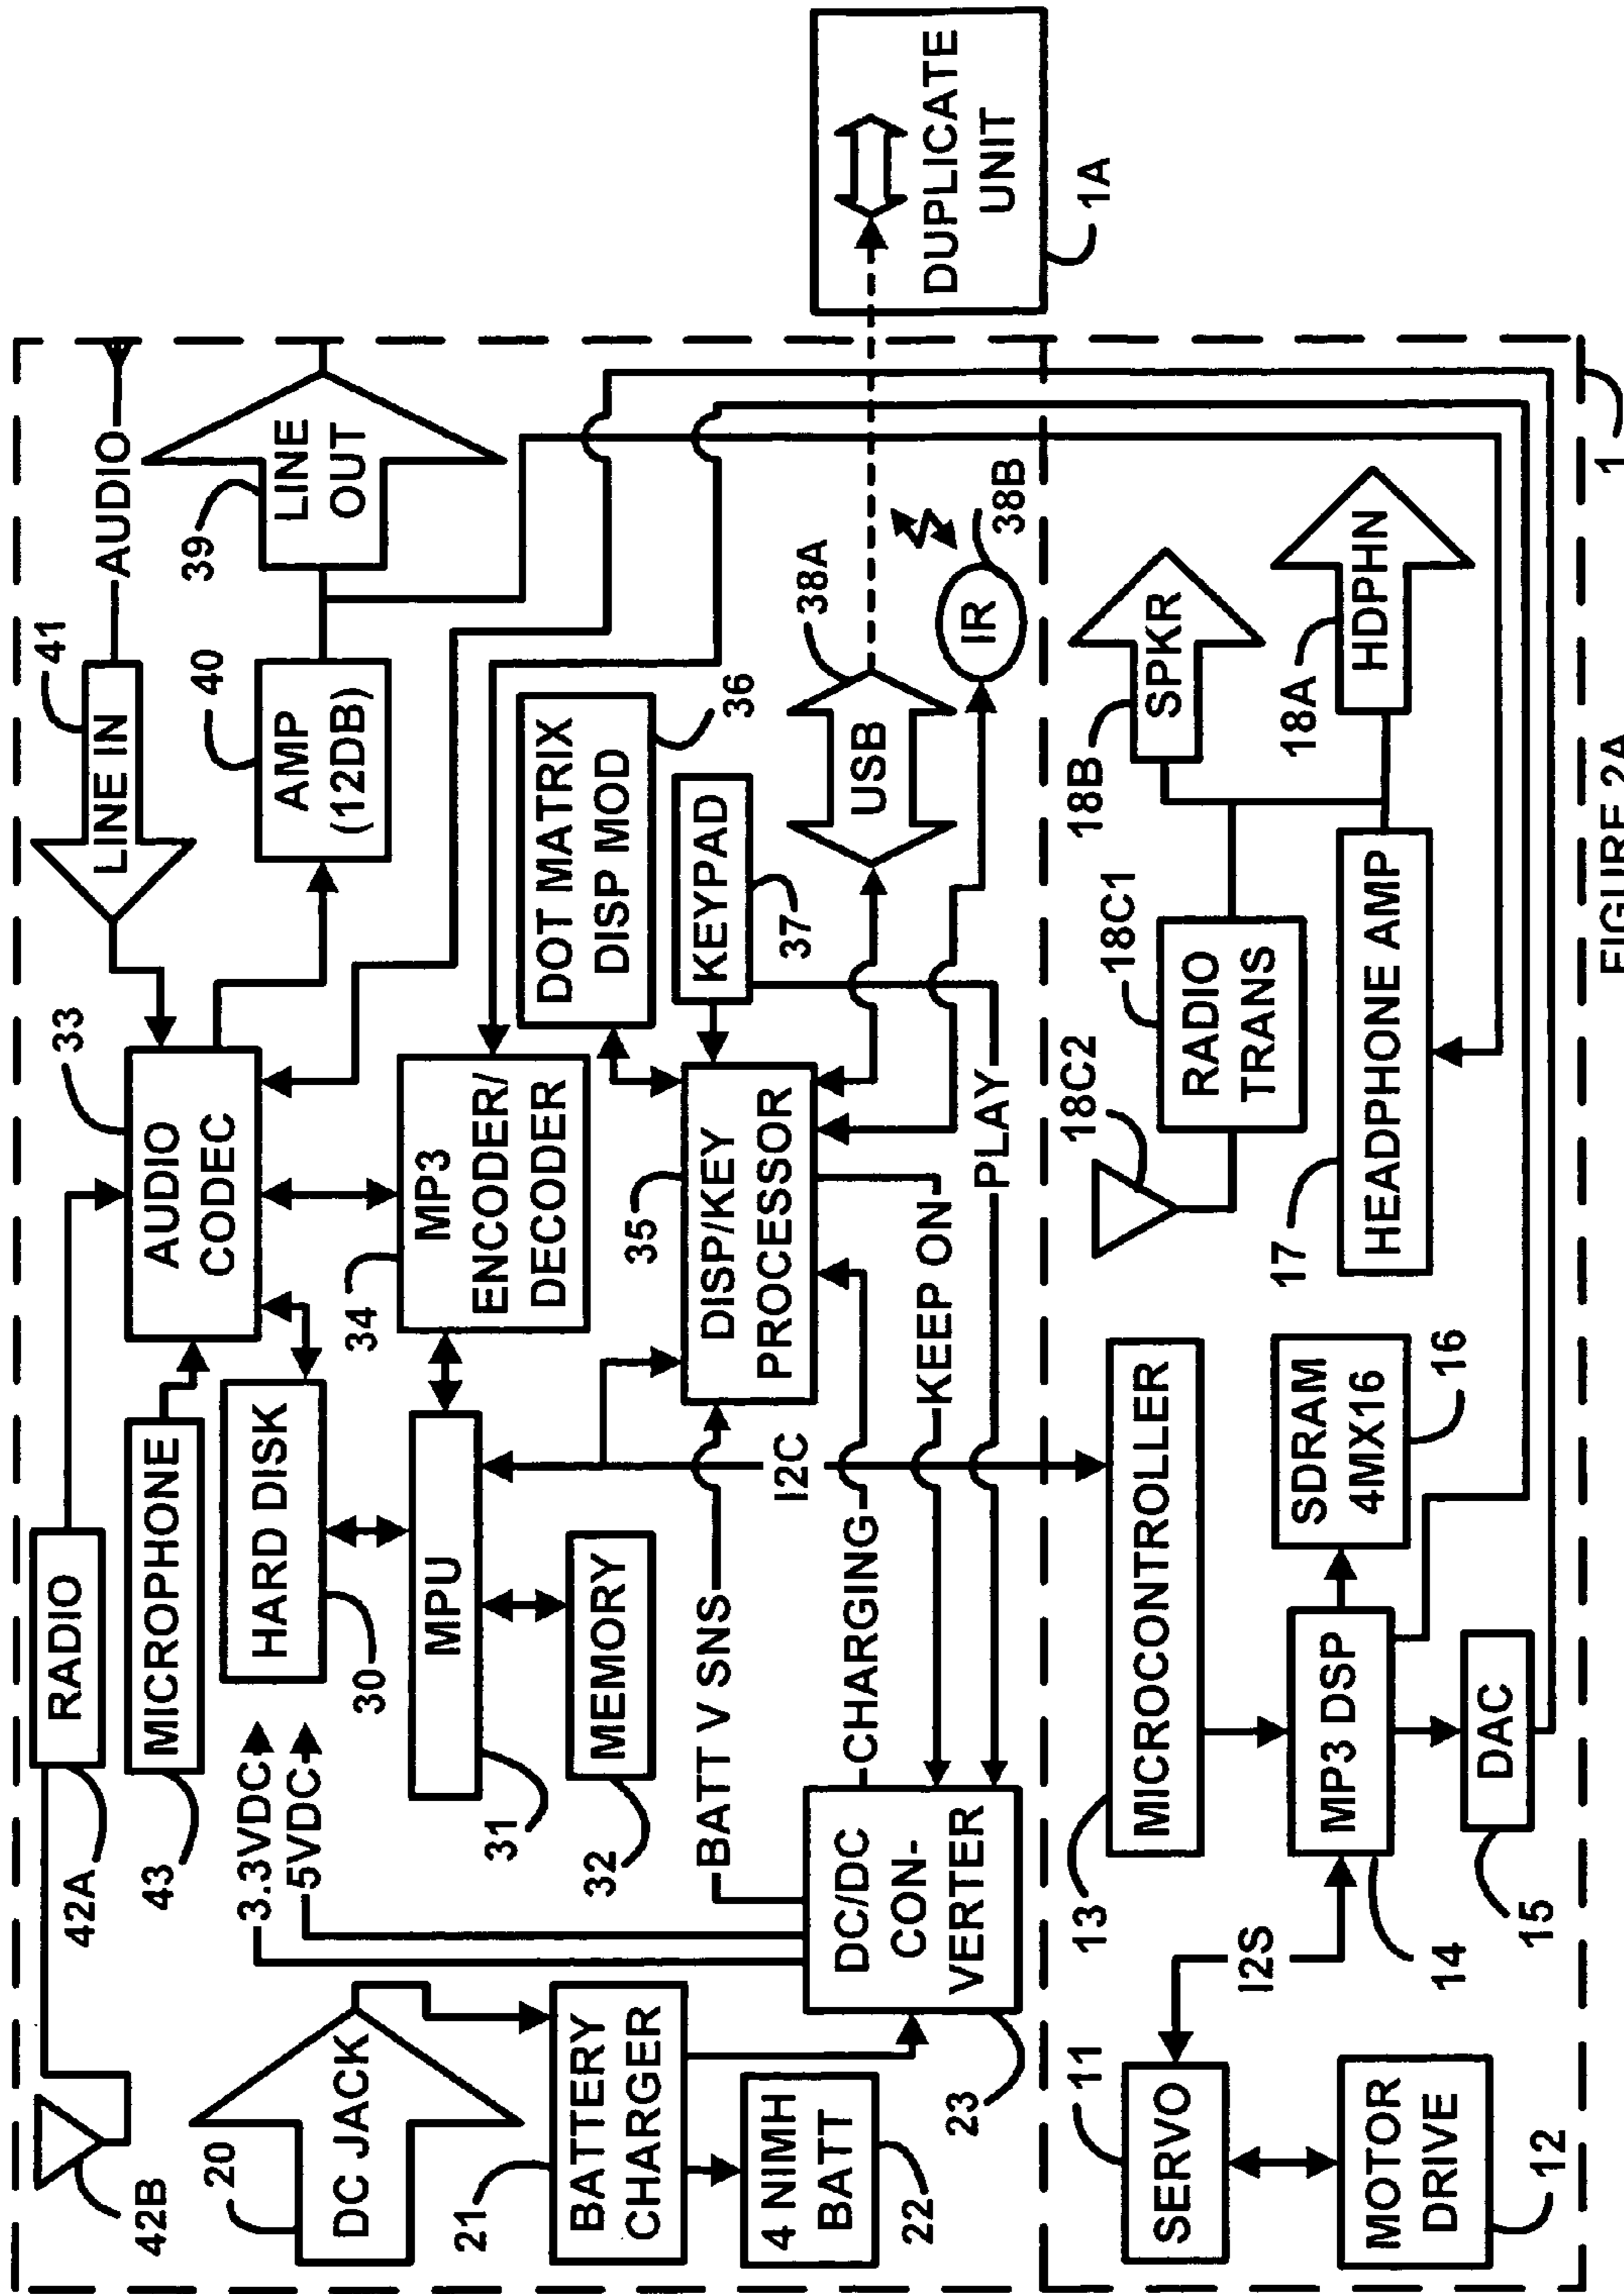 42B
RADIO
42A
MICROPHONE
43
HARD DISK
30
3.3VDC
5VDC
DC JACK
20
BATTERY
CHARGER
21
4 NIMH
BATT
22
DC/DC
CON-
VERTER
23
MPU
31
MEMORY
32
BATT V SNS
CHARGING
I2C
KEEP ON
PLAY
AUDIO
CODEC
33
MP3
ENCODER/
DECODER
34
DISP/KEY
PROCESSOR
35
LINE IN
41
AUDIO
AMP
(12DB)
40
LINE
OUT
39
DOT MATRIX
DISP MOD
36
KEYPAD
37
USB
38A
IR
38B
DUPLICATE
UNIT
1A
SERVO
11
MOTOR
DRIVE
12
I2S
MICROCONTROLLER
13
MP3 DSP
14
DAC
15
SDRAM
4MX16
16
HEADPHONE AMP
17
RADIO
TRANS
18C1
18C2
SPKR
18B
HDPHN
18A
1
FIGURE 2A